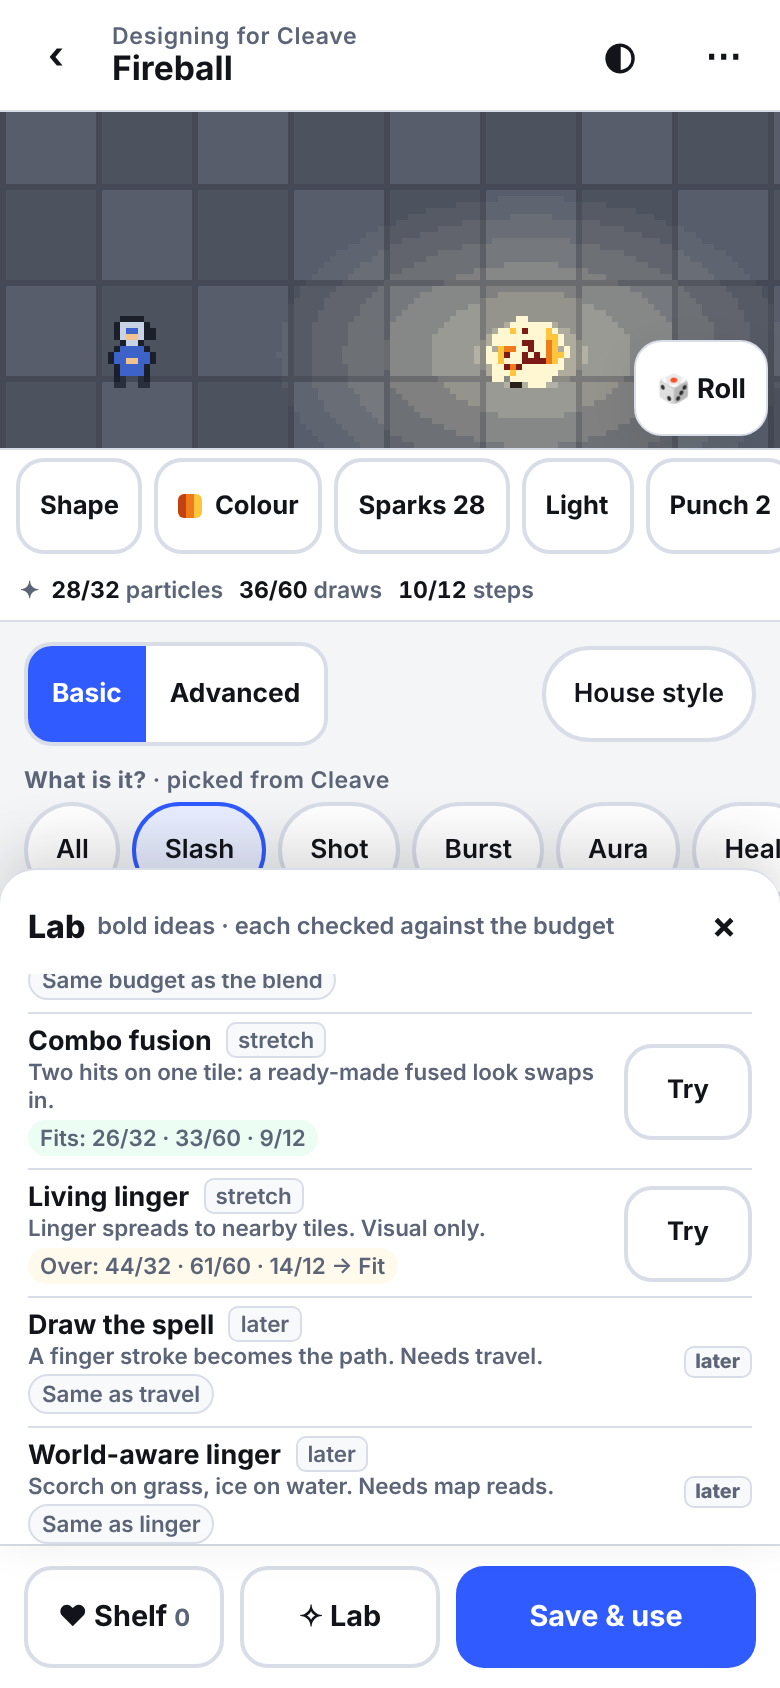 Designing for Cleave
Fireball
Roll
Shape
Colour
Sparks 28
Light
Punch 2
28/32 particles 36/60 draws 10/12 steps
Basic
Advanced
House style
What is it? · picked from Cleave
All
Slash
Shot
Burst
Aura
Heal
Lab bold ideas · each checked against the budget
Same budget as the blend
Combo fusion stretch
Two hits on one tile: a ready-made fused look swaps
in.
Fits: 26/32 · 33/60 · 9/12
Try
Living linger stretch
Linger spreads to nearby tiles. Visual only.
Over: 44/32 · 61/60 · 14/12 → Fit
Try
Draw the spell later
A finger stroke becomes the path. Needs travel.
Same as travel
later
World-aware linger later
Scorch on grass, ice on water. Needs map reads.
Same as linger
later
Shelf 0
Lab
Save & use